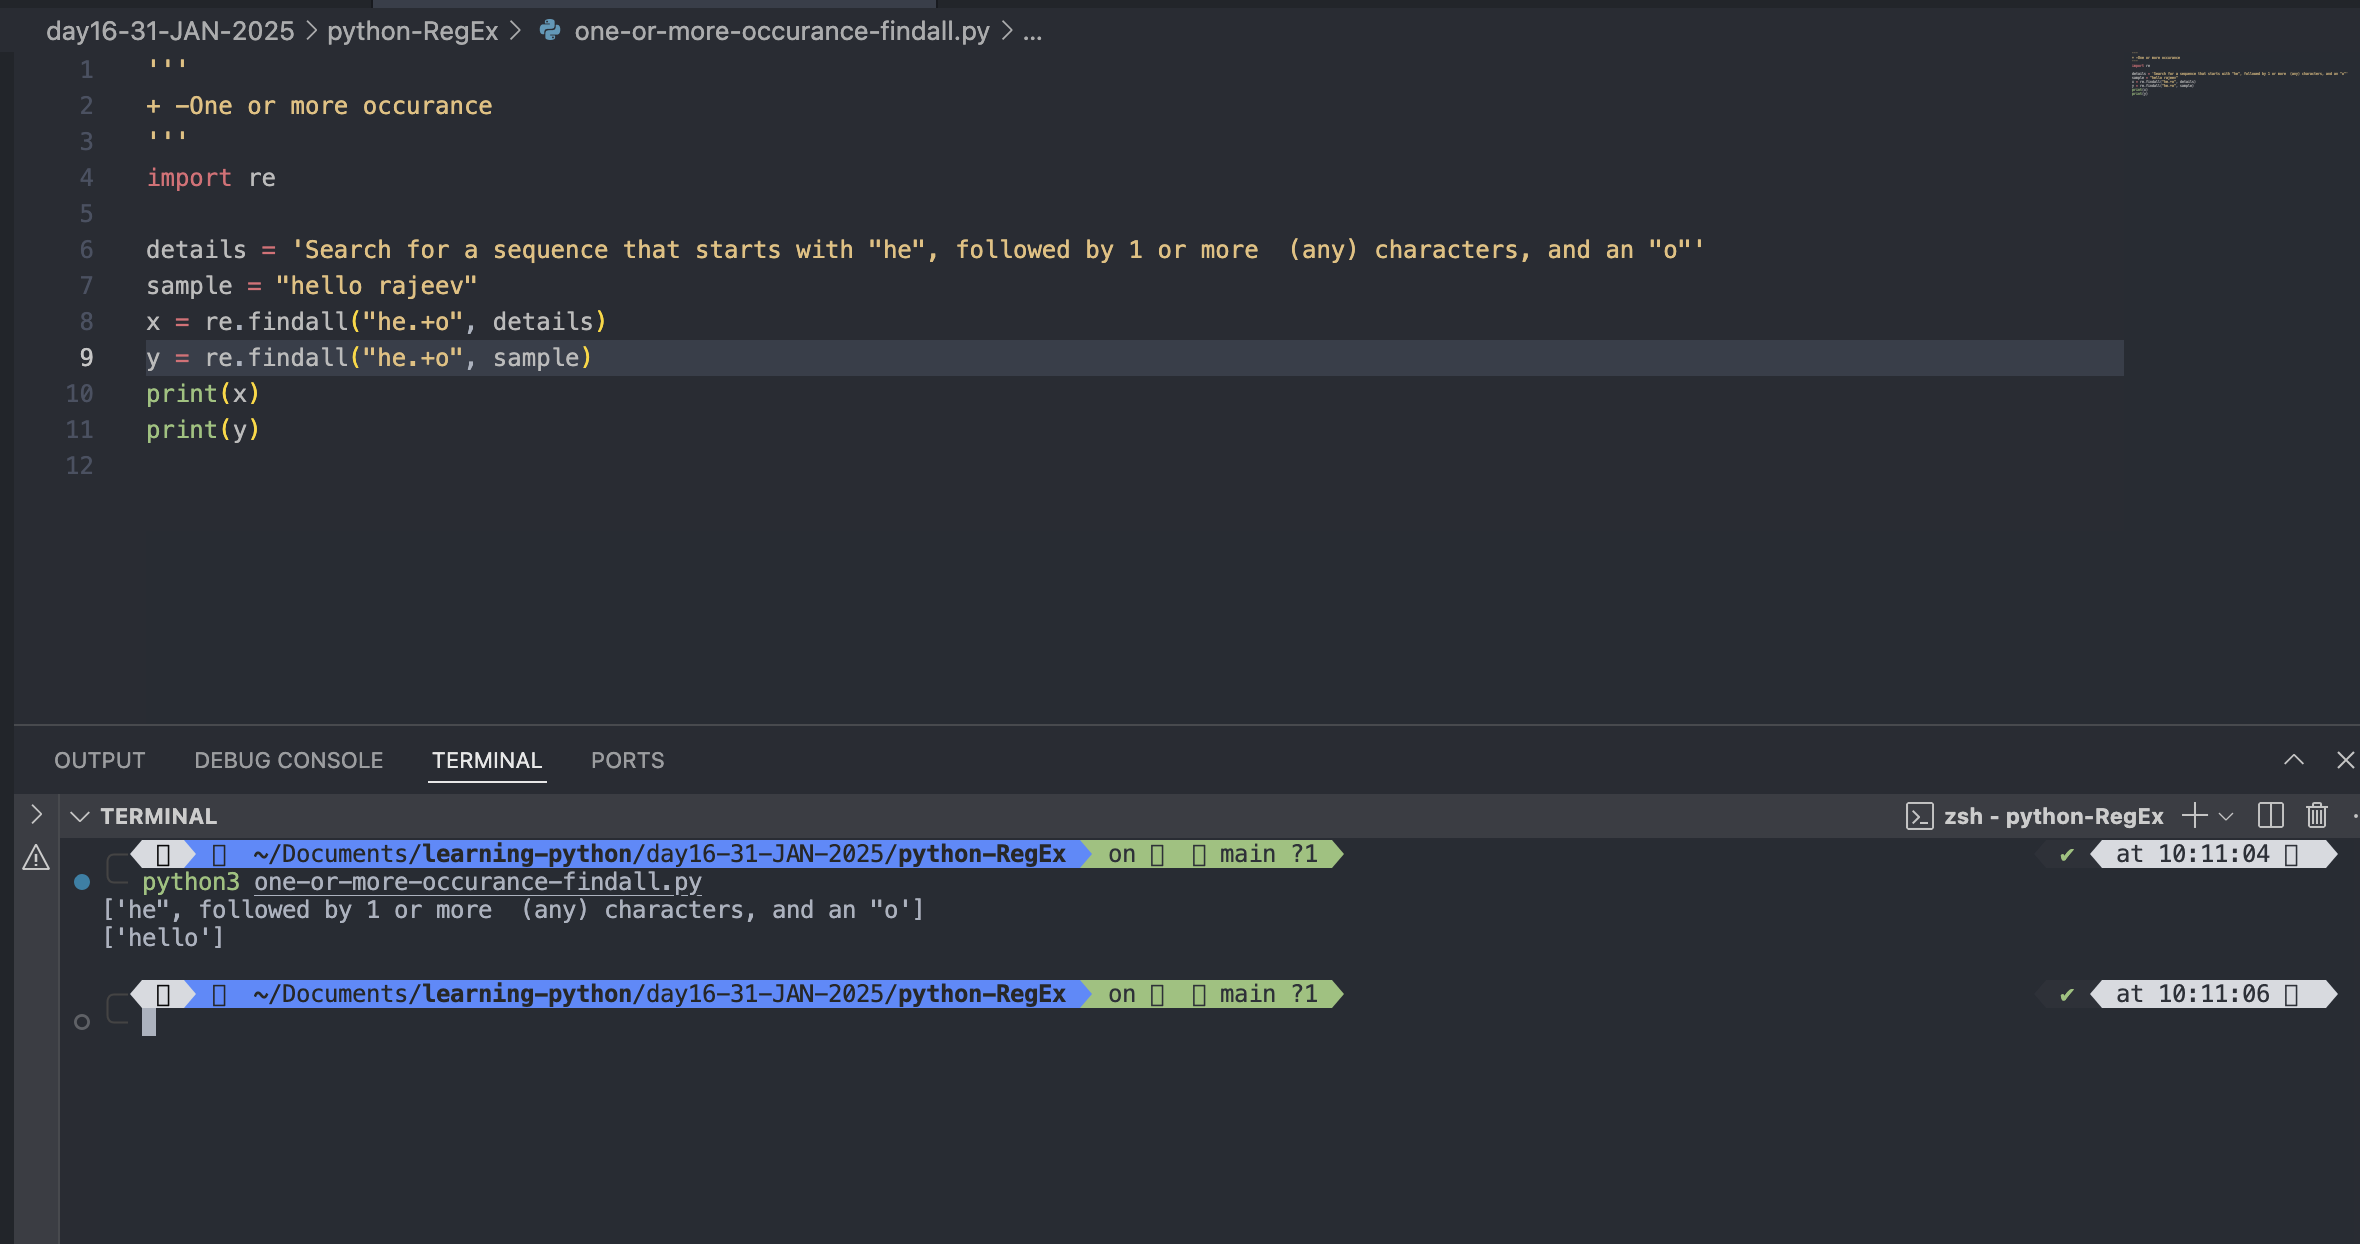 day16-31-JAN-2025 > python-RegEx > one-or-more-occurance-findall.py > ...
1 '''
2 + -One or more occurance
3 '''
4 import re
5
6 details = 'Search for a sequence that starts with "he", followed by 1 or more  (any) characters, and an "o"'
7 sample = "hello rajeev"
8 x = re.findall("he.+o", details)
9 y = re.findall("he.+o", sample)
10 print(x)
11 print(y)
12
OUTPUT DEBUG CONSOLE TERMINAL PORTS
TERMINAL zsh - python-RegEx
~/Documents/learning-python/day16-31-JAN-2025/python-RegEx on main ?1 ✔ at 10:11:04
python3 one-or-more-occurance-findall.py
['he", followed by 1 or more  (any) characters, and an "o']
['hello']
~/Documents/learning-python/day16-31-JAN-2025/python-RegEx on main ?1 ✔ at 10:11:06